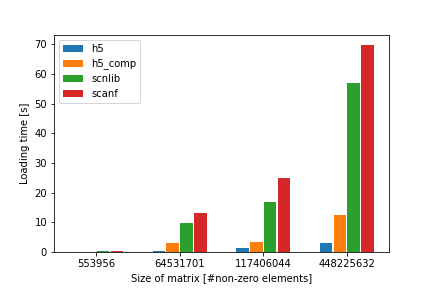 70
60
50
40
30
20
10
0
Loading time [s]
h5
h5_comp
scnlib
scanf
553956
64531701
117406044
448225632
Size of matrix [#non-zero elements]